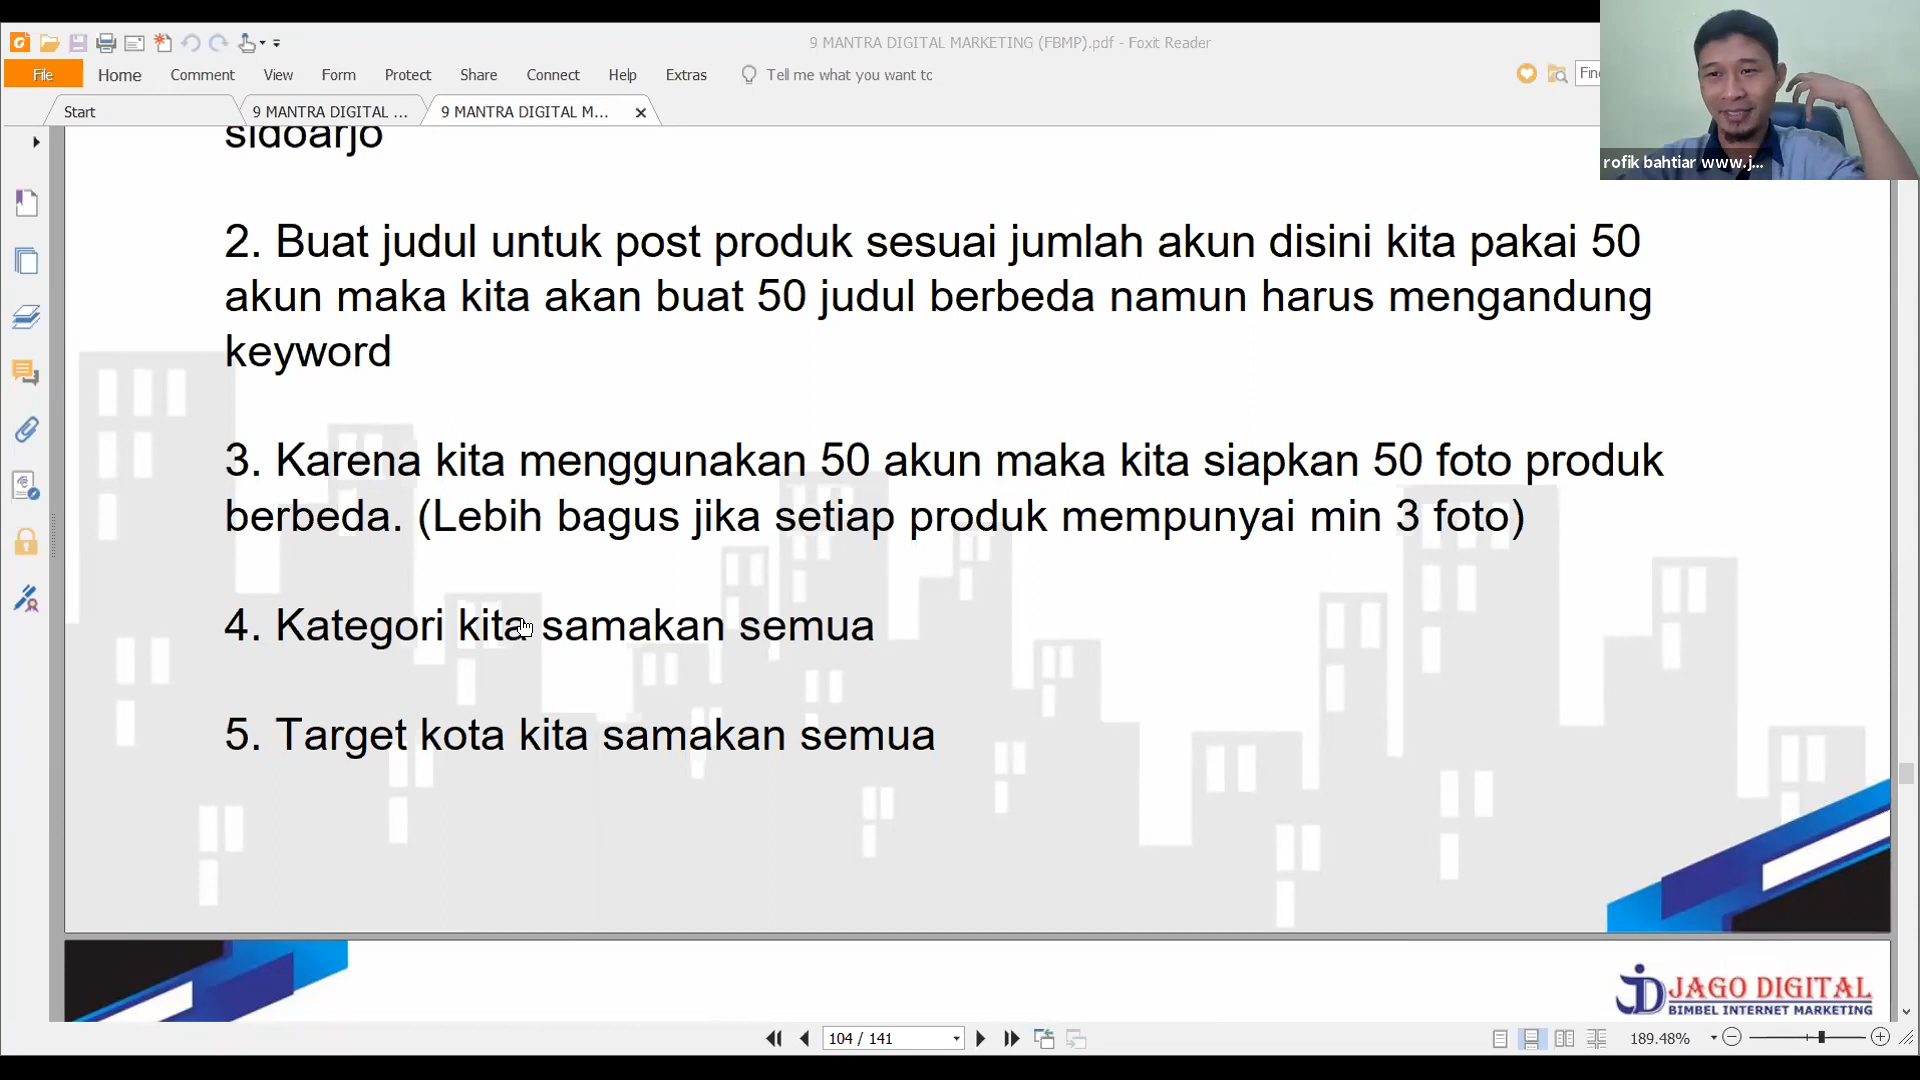 9 MANTRA DIGITAL MARKETING (FBMP).pdf - Foxit Reader
File Home Comment View Form Protect Share Connect Help Extras Tell me what you want to
Start 9 MANTRA DIGITAL ... 9 MANTRA DIGITAL M...
rofik bahtiar www.j...
sidoarjo
2. Buat judul untuk post produk sesuai jumlah akun disini kita pakai 50
akun maka kita akan buat 50 judul berbeda namun harus mengandung
keyword
3. Karena kita menggunakan 50 akun maka kita siapkan 50 foto produk
berbeda. (Lebih bagus jika setiap produk mempunyai min 3 foto)
4. Kategori kita samakan semua
5. Target kota kita samakan semua
JAGO DIGITAL
BIMBEL INTERNET MARKETING
104 / 141
189.48%